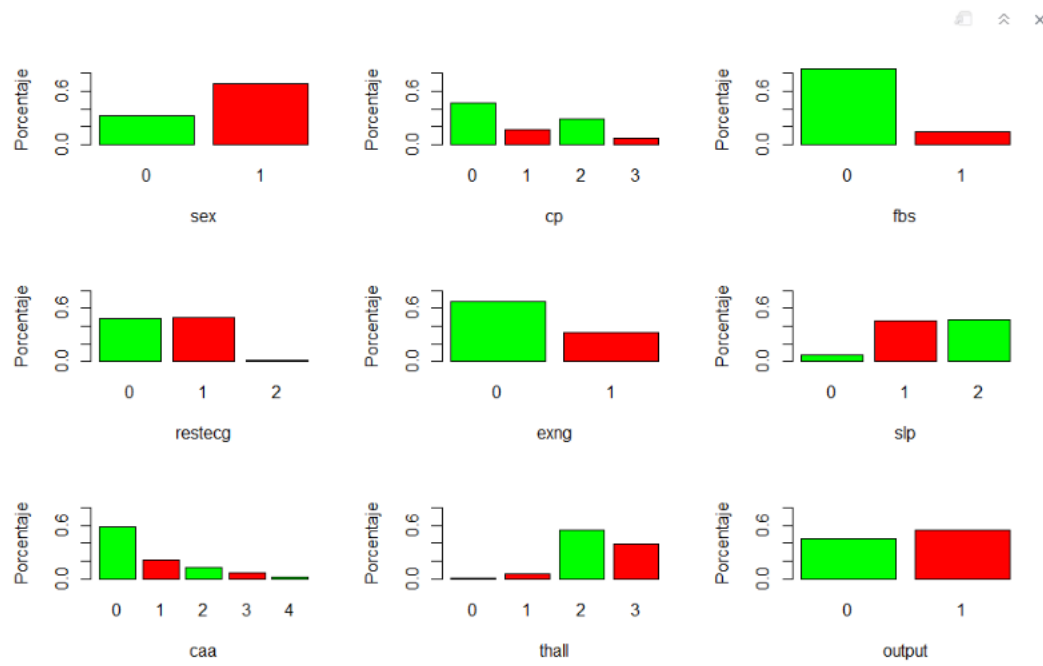 Porcentaje
0.0 0.6
0 1
sex
Porcentaje
0.0 0.6
0 1 2 3
cp
Porcentaje
0.0 0.6
0 1
fbs
Porcentaje
0.0 0.6
0 1 2
restecg
Porcentaje
0.0 0.6
0 1
exng
Porcentaje
0.0 0.6
0 1 2
slp
Porcentaje
0.0 0.6
0 1 2 3 4
caa
Porcentaje
0.0 0.6
0 1 2 3
thall
Porcentaje
0.0 0.6
0 1
output